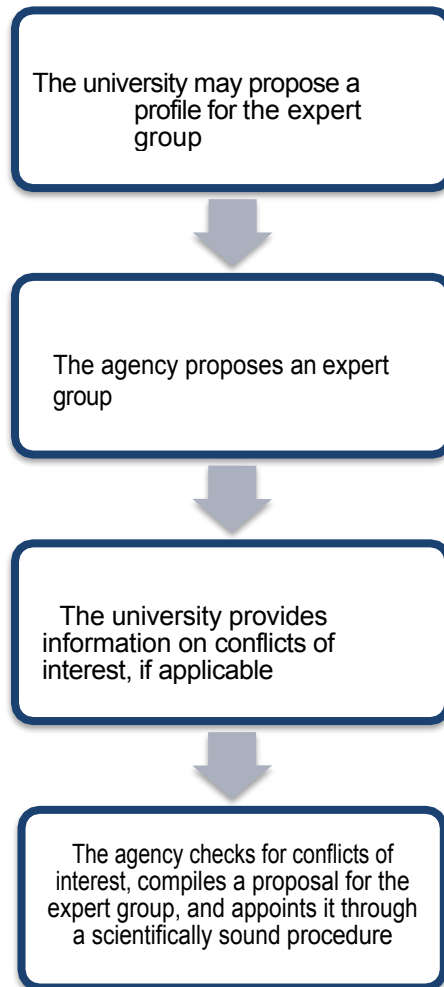 The university may propose a
profile for the expert
group
The agency proposes an expert
group
The university provides
information on conflicts of
interest, if applicable
The agency checks for conflicts of
interest, compiles a proposal for the
expert group, and appoints it through
a scientifically sound procedure